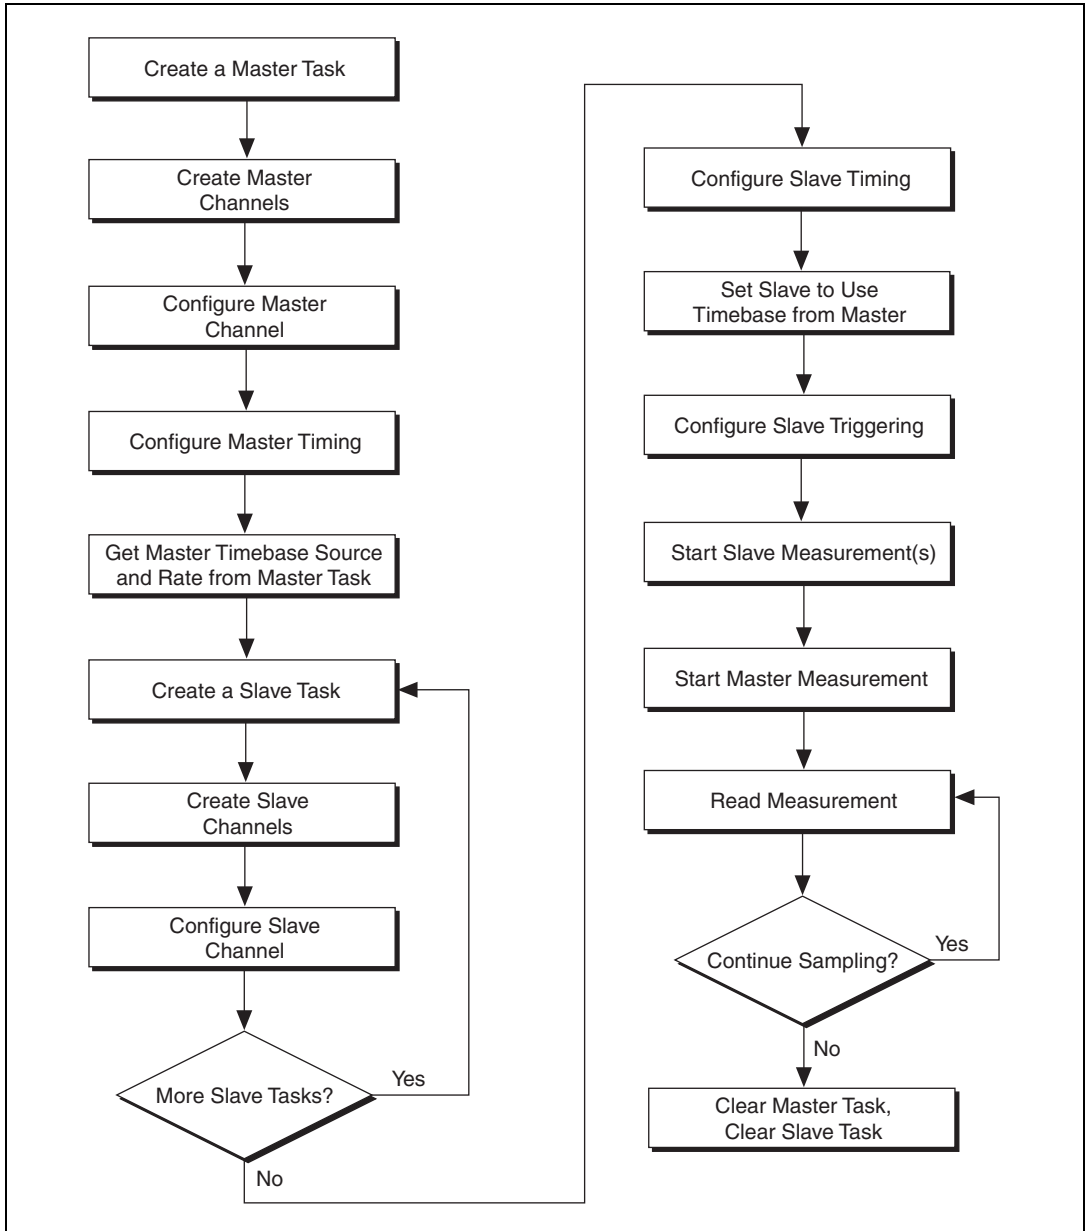 Create a Master Task
Create Master
Channels
Configure Master
Channel
Configure Master Timing
Get Master Timebase Source
and Rate from Master Task
Create a Slave Task
Create Slave
Channels
Configure Slave
Channel
More Slave Tasks?
Yes
No
Configure Slave Timing
Set Slave to Use
Timebase from Master
Configure Slave Triggering
Start Slave Measurement(s)
Start Master Measurement
Read Measurement
Continue Sampling?
Yes
No
Clear Master Task,
Clear Slave Task